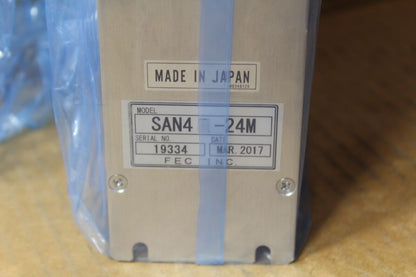 MADE IN JAPAN
MODEL
SAN4 -24M
SERIAL NO. DATE
19334 MAR. 2017
FEC INC.